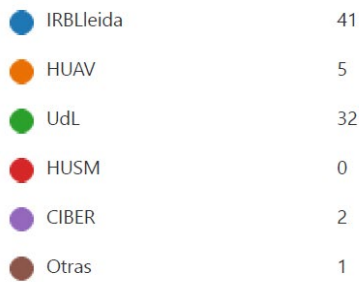 IRBLleida 41
HUAV 5
UdL 32
HUSM 0
CIBER 2
Otras 1